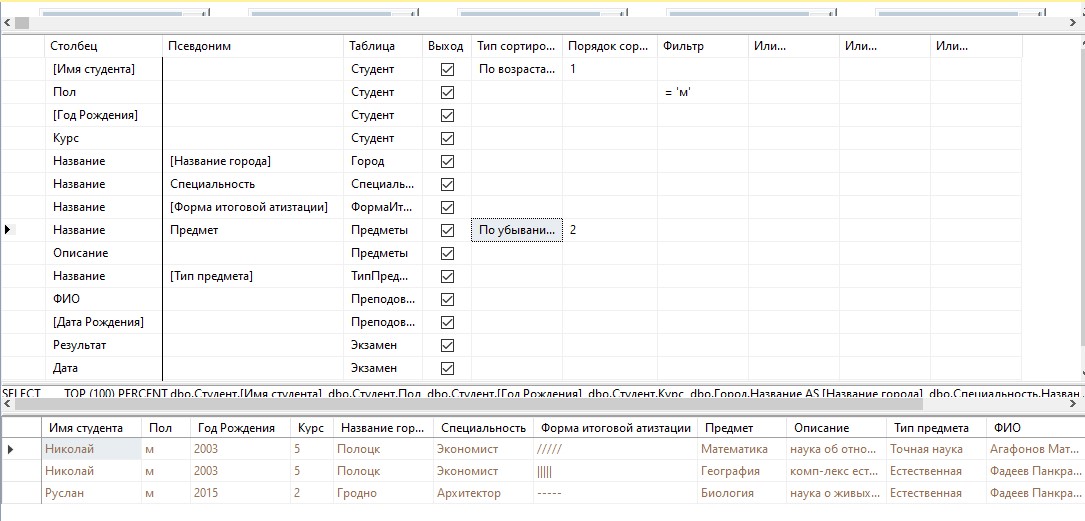 Столбец Псевдоним Таблица Выход Тип сортиро... Порядок сор... Фильтр Или... Или... Или...
[Имя студента] Студент По возраста... 1
Пол Студент = 'м'
[Год Рождения] Студент
Курс Студент
Название [Название города] Город
Название Специальность Специаль...
Название [Форма итоговой атизтации] ФормаИт...
Название Предмет Предметы По убывани... 2
Описание Предметы
Название [Тип предмета] ТипПред...
ФИО Преподов...
[Дата Рождения] Преподов...
Результат Экзамен
Дата Экзамен
SELECT TOP (100) PERCENT dbo.Студент.[Имя студента], dbo.Студент.Пол, dbo.Студент.[Год Рождения], dbo.Студент.Курс, dbo.Город.Название AS [Название города], dbo.Специальность.Назван
Имя студента Пол Год Рождения Курс Название гор... Специальность Форма итоговой атизтации Предмет Описание Тип предмета ФИО
Николай м 2003 5 Полоцк Экономист ///// Математика наука об отно... Точная наука Агафонов Мат...
Николай м 2003 5 Полоцк Экономист ||||| География комп-лекс ест... Естественная Фадеев Панкра...
Руслан м 2015 2 Гродно Архитектор ----- Биология наука о живых... Естественная Фадеев Панкра...